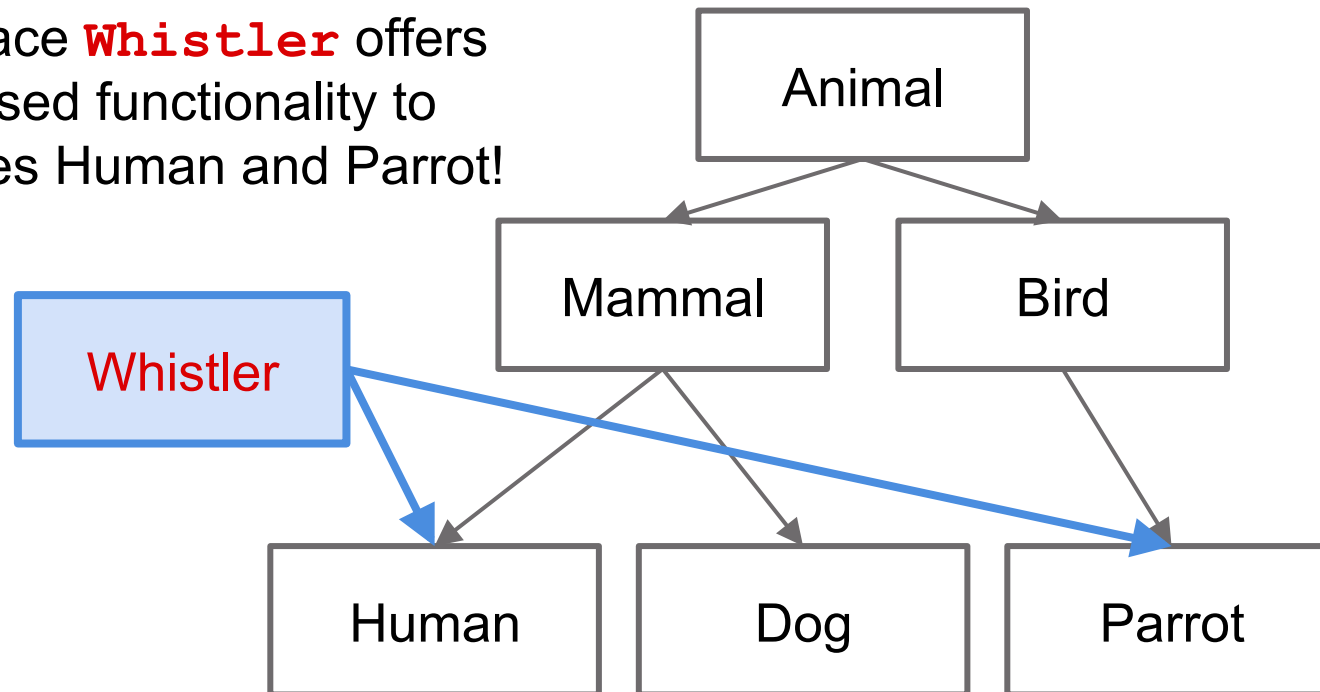 ace Whistler offers
sed functionality to
es Human and Parrot!
Animal
Mammal
Bird
Whistler
Human
Dog
Parrot